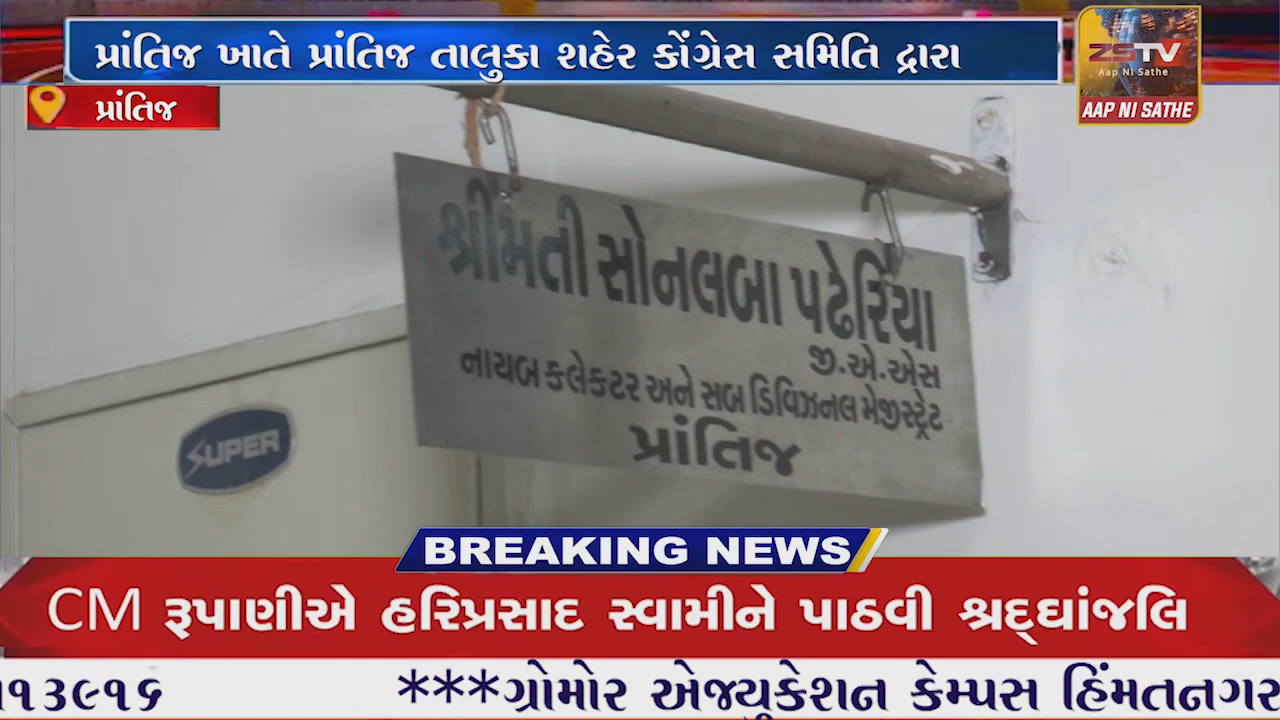 પ્રાંતિજ ખાતે પ્રાંતિજ તાલુકા શહેર કોંગ્રેસ સમિતિ દ્વારા
ZSTV
Aap Ni Sathe
AAP NI SATHE
પ્રાંતિજ
શ્રીમતી સોનલબા પઢેરિયા
જી.એ.એસ
નાયબ કલેકટર અને સબ ડિવિઝનલ મેજીસ્ટ્રેટ
પ્રાંતિજ
SUPER
BREAKING NEWS
CM રૂપાણીએ હરિપ્રસાદ સ્વામીને પાઠવી શ્રદ્ધાંજલિ
૧૩૯૧૬ ***ગ્રોમોર એજ્યુકેશન કેમ્પસ હિંમતનગર